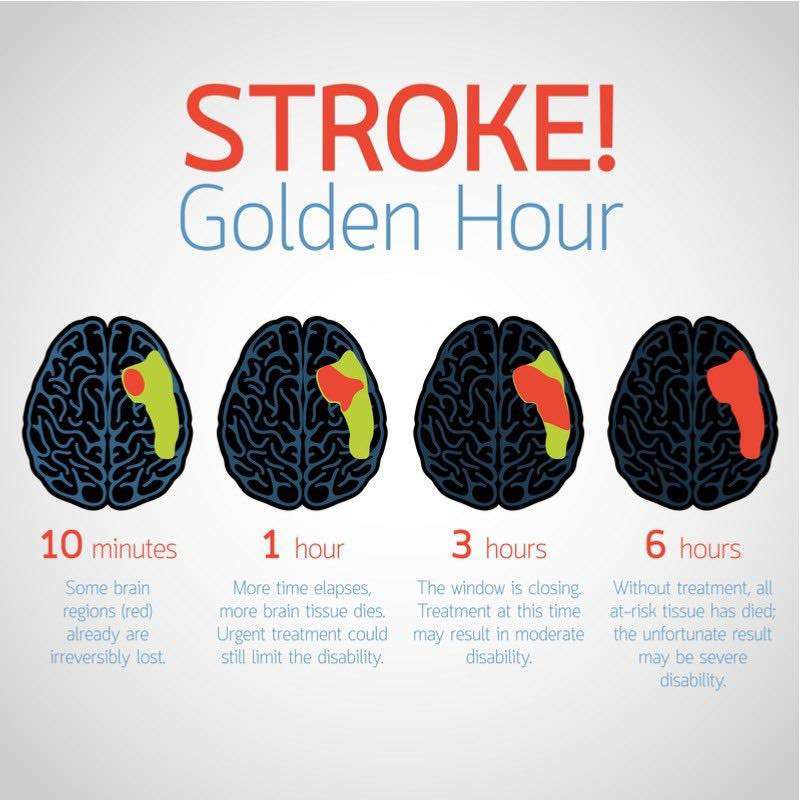 STROKE!
Golden Hour
10 minutes
Some brain
regions (red)
already are
irreversibly lost.
1 hour
More time elapses,
more brain tissue dies.
Urgent treatment could
still limit the disability.
3 hours
The window is closing.
Treatment at this time
may result in moderate
disability.
6 hours
Without treatment, all
at-risk tissue has died;
the unfortunate result
may be severe
disability.